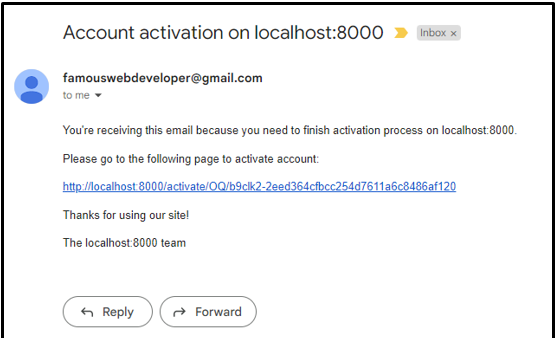 Account activation on localhost:8000 Inbox ×
famouswebdeveloper@gmail.com
to me
You're receiving this email because you need to finish activation process on localhost:8000.
Please go to the following page to activate account:
http://localhost:8000/activate/OQ/b9clk2-2eed364cfbcc254d7611a6c8486af120
Thanks for using our site!
The localhost:8000 team
Reply Forward